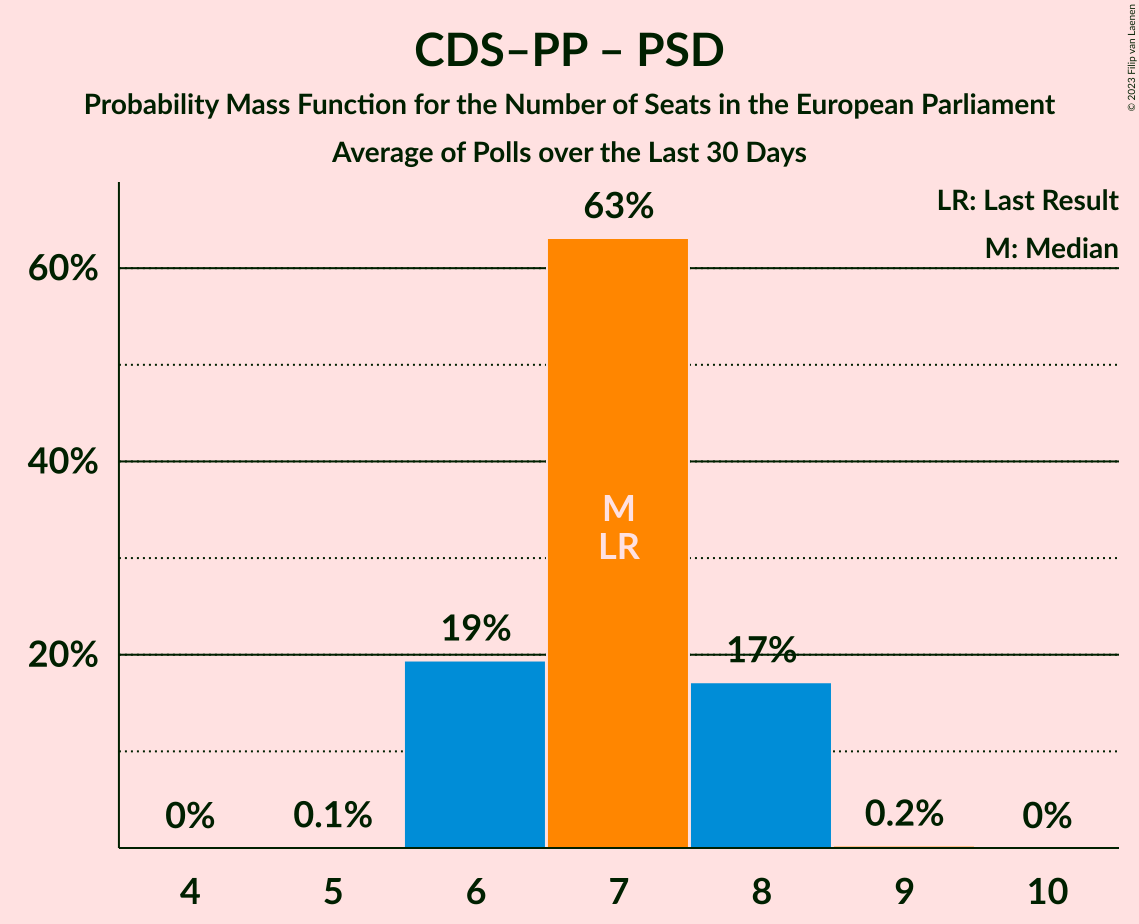 CDS–PP – PSD
Probability Mass Function for the Number of Seats in the European Parliament
Average of Polls over the Last 30 Days
© 2023 Filip van Laenen
LR: Last Result
M: Median
63%
60%
40%
M
LR
19%
17%
20%
0%
0.1%
0.2%
0%
4
5
6
7
8
9
10